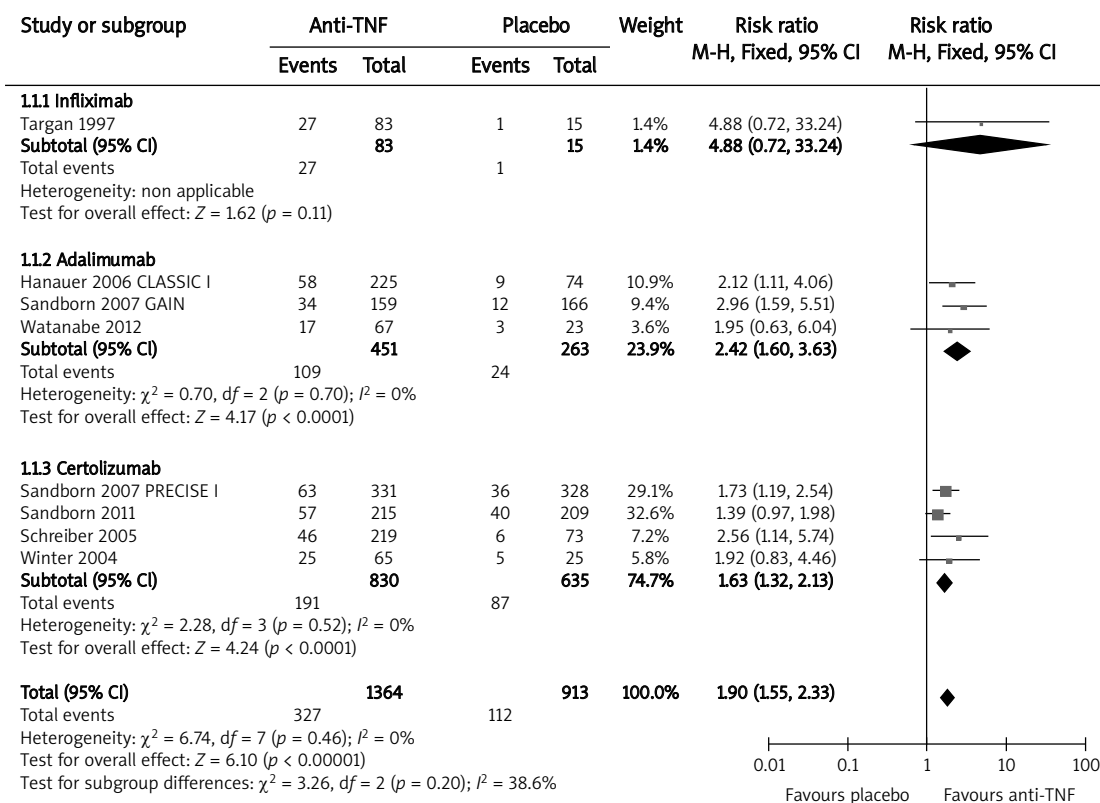 Study or subgroup Anti-TNF Placebo Weight Risk ratio Risk ratio
Events Total Events Total M-H, Fixed, 95% CI M-H, Fixed, 95% CI
1.1.1 Infliximab
Targan 1997 27 83 1 15 1.4% 4.88 (0.72, 33.24)
Subtotal (95% CI) 83 15 1.4% 4.88 (0.72, 33.24)
Total events 27 1
Heterogeneity: non applicable
Test for overall effect: Z = 1.62 (p = 0.11)
1.1.2 Adalimumab
Hanauer 2006 CLASSIC I 58 225 9 74 10.9% 2.12 (1.11, 4.06)
Sandborn 2007 GAIN 34 159 12 166 9.4% 2.96 (1.59, 5.51)
Watanabe 2012 17 67 3 23 3.6% 1.95 (0.63, 6.04)
Subtotal (95% CI) 451 263 23.9% 2.42 (1.60, 3.63)
Total events 109 24
Heterogeneity: χ² = 0.70, df = 2 (p = 0.70); I² = 0%
Test for overall effect: Z = 4.17 (p < 0.0001)
1.1.3 Certolizumab
Sandborn 2007 PRECISE I 63 331 36 328 29.1% 1.73 (1.19, 2.54)
Sandborn 2011 57 215 40 209 32.6% 1.39 (0.97, 1.98)
Schreiber 2005 46 219 6 73 7.2% 2.56 (1.14, 5.74)
Winter 2004 25 65 5 25 5.8% 1.92 (0.83, 4.46)
Subtotal (95% CI) 830 635 74.7% 1.63 (1.32, 2.13)
Total events 191 87
Heterogeneity: χ² = 2.28, df = 3 (p = 0.52); I² = 0%
Test for overall effect: Z = 4.24 (p < 0.0001)
Total (95% CI) 1364 913 100.0% 1.90 (1.55, 2.33)
Total events 327 112
Heterogeneity: χ² = 6.74, df = 7 (p = 0.46); I² = 0%
Test for overall effect: Z = 6.10 (p < 0.00001)
Test for subgroup differences: χ² = 3.26, df = 2 (p = 0.20); I² = 38.6%
0.01 0.1 1 10 100
Favours placebo Favours anti-TNF